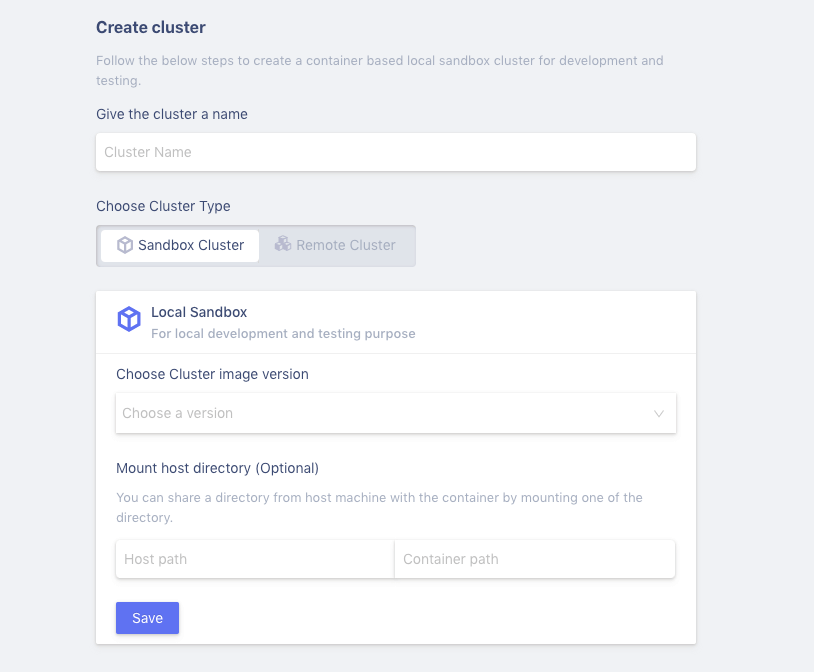 Create cluster
Follow the below steps to create a container based local sandbox cluster for development and
testing.
Give the cluster a name
Cluster Name
Choose Cluster Type
Sandbox Cluster
Remote Cluster
Local Sandbox
For local development and testing purpose
Choose Cluster image version
Choose a version
Mount host directory (Optional)
You can share a directory from host machine with the container by mounting one of the
directory.
Host path
Container path
Save